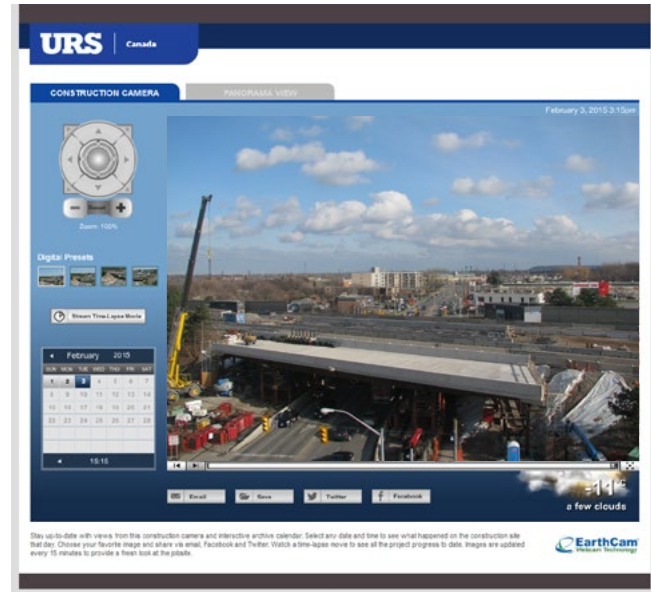 URS Canada
CONSTRUCTION CAMERA PANORAMA VIEW
February 3, 2015 3:15pm
Zoom: 100%
Digital Presets
Stream Time-Lapse Movie
February 2015
SUN MON TUE WED THU FRI SAT
1 2 3 4 5 6 7
8 9 10 11 12 13 14
15 16 17 18 19 20 21
22 23 24 25 26 27 28
15:15
Email Save Twitter Facebook
-11°
a few clouds
Stay up-to-date with views from this construction camera and interactive archive calendar. Select any date and time to see what happened on the construction site
that day. Choose your favorite image and share via email, Facebook and Twitter. Watch a time-lapse move to see all the project progress to date. Images are updated
every 15 minutes to provide a fresh look at the jobsite.
EarthCam
Webcam Technology